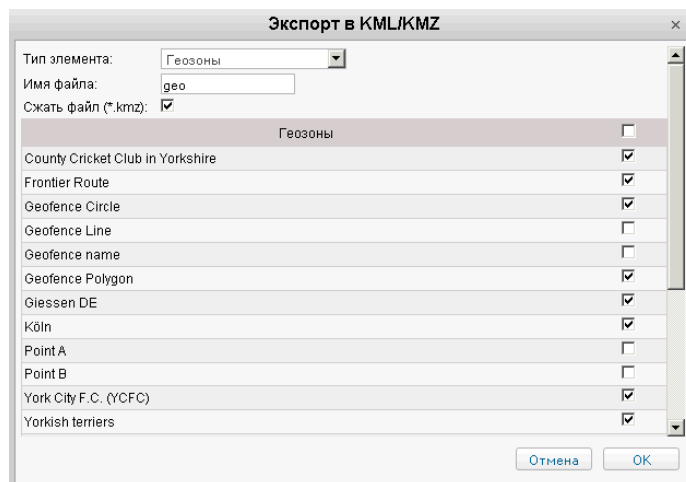 Экспорт в KML/KMZ
Тип элемента: Геозоны
Имя файла: geo
Сжать файл (*.kmz):
Геозоны
County Cricket Club in Yorkshire
Frontier Route
Geofence Circle
Geofence Line
Geofence name
Geofence Polygon
Giessen DE
Köln
Point A
Point B
York City F.C. (YCFC)
Yorkish terriers
Отмена OK